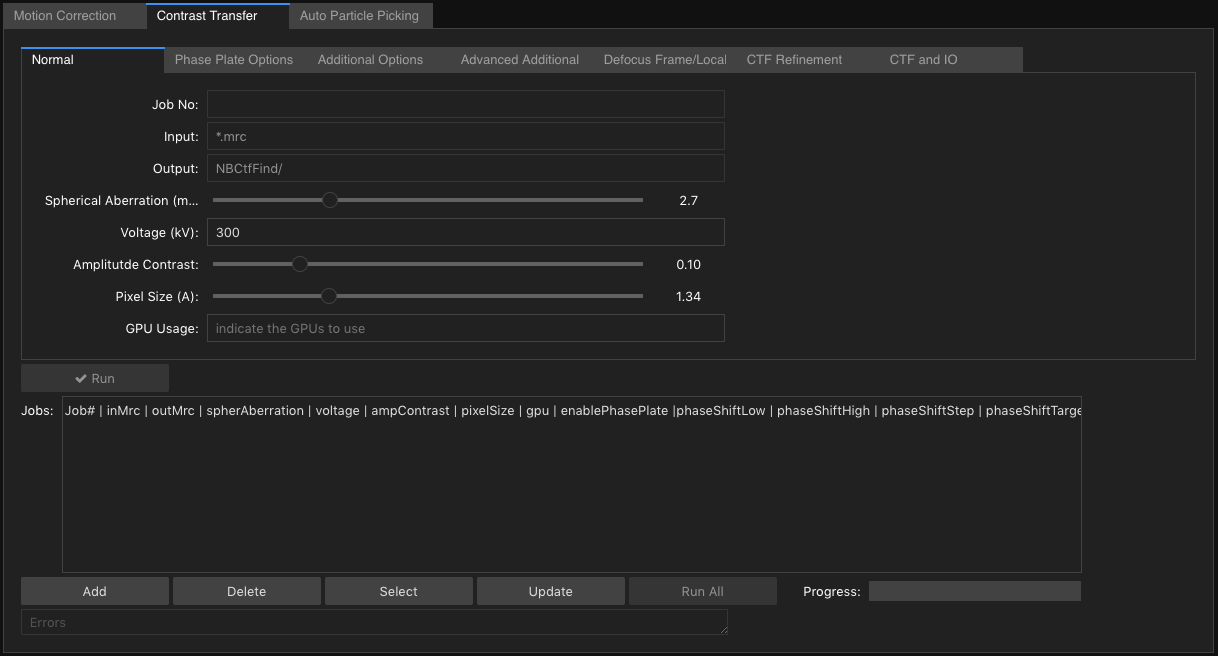 Motion Correction Contrast Transfer Auto Particle Picking
Normal Phase Plate Options Additional Options Advanced Additional Defocus Frame/Local CTF Refinement CTF and IO
Job No:
Input: *.mrc
Output: NBCtfFind/
Spherical Aberration (m... 2.7
Voltage (kV): 300
Amplitutde Contrast: 0.10
Pixel Size (A): 1.34
GPU Usage: indicate the GPUs to use
Run
Jobs: Job# | inMrc | outMrc | spherAberration | voltage | ampContrast | pixelSize | gpu | enablePhasePlate |phaseShiftLow | phaseShiftHigh | phaseShiftStep | phaseShiftTarge
Add Delete Select Update Run All Progress:
Errors